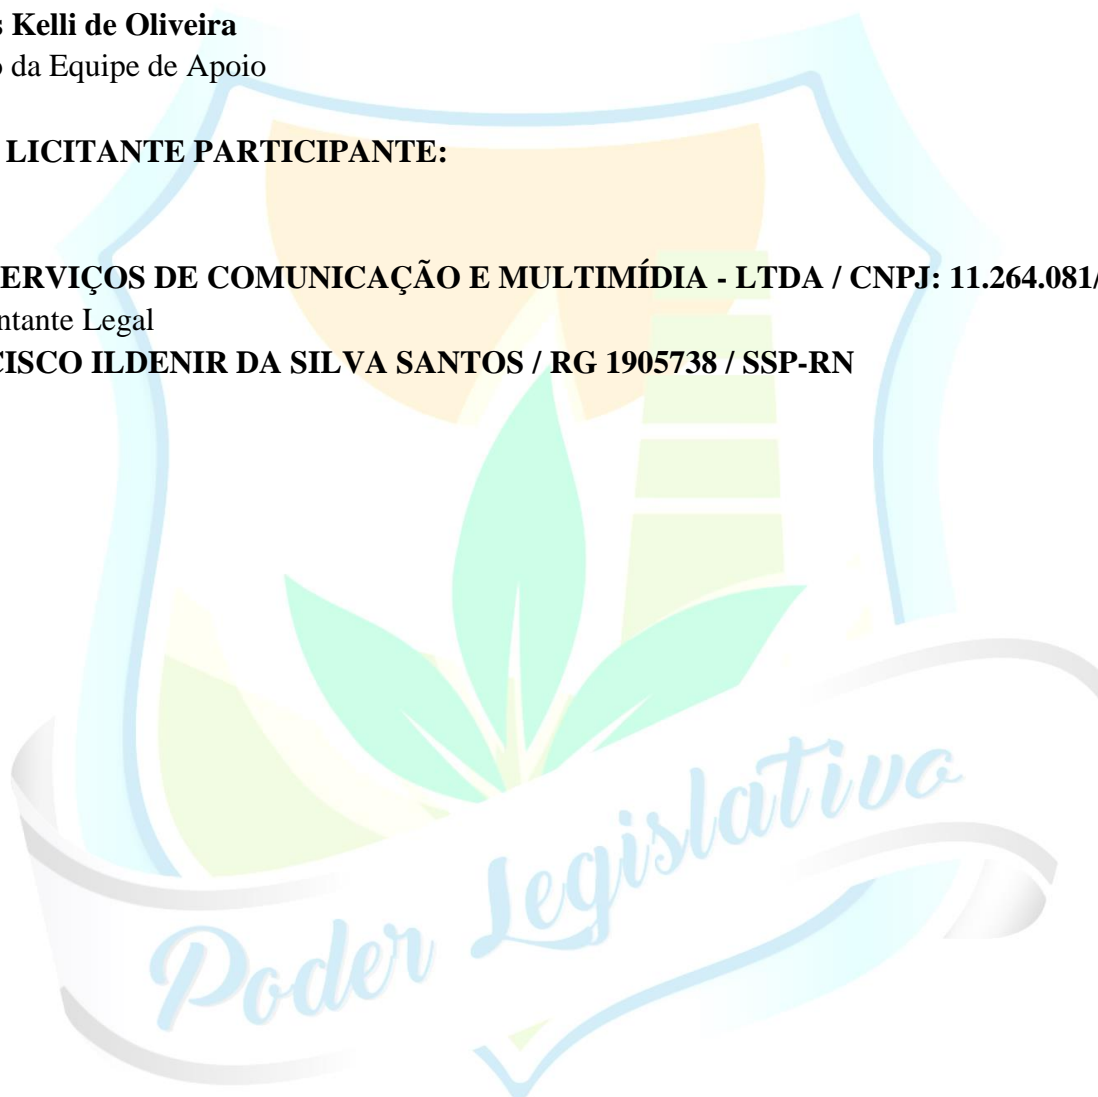 s Kelli de Oliveira
o da Equipe de Apoio
LICITANTE PARTICIPANTE:
ERVIÇOS DE COMUNICAÇÃO E MULTIMÍDIA - LTDA / CNPJ: 11.264.081/
ntante Legal
CISCO ILDENIR DA SILVA SANTOS / RG 1905738 / SSP-RN
Poder Legislativo